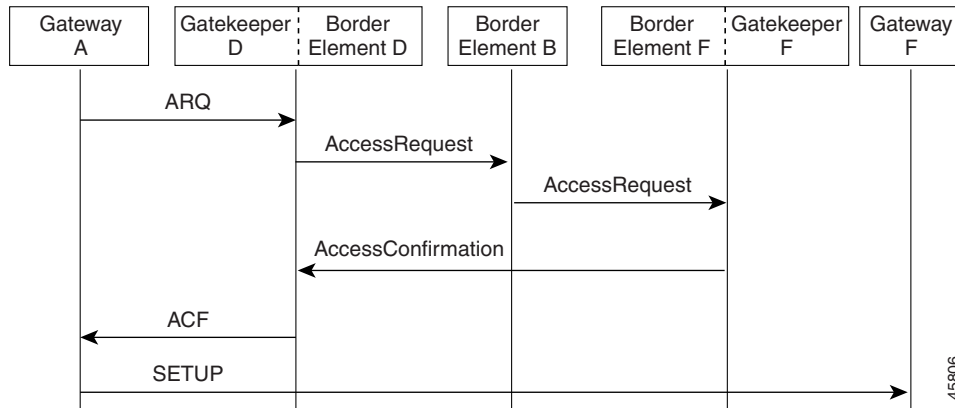 Gateway
A
Gatekeeper
D
Border
Element D
Border
Element B
Border
Element F
Gatekeeper
F
Gateway
F
ARQ
AccessRequest
AccessRequest
AccessConfirmation
ACF
SETUP
45806